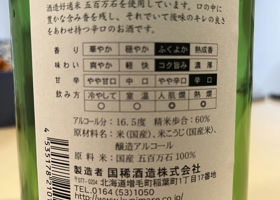 酒造好適米 五百万石を使用しています。口の中に
豊かな含み香を残し、それでいて後味のキレの良さ
をあわせ持つ辛口のお酒です。
香り 華やか 穏やか ふくよか 熟成香
味わい 爽やか 軽快 コク旨み 濃厚
甘辛 やや甘口 中口 やや辛口 辛口
飲み方 冷やして 室温 人肌燗 熱燗
アルコール分:16.5度 精米歩合:60%
原材料名:米(国産)、米こうじ(国産米)、
醸造アルコール
原料米:国産 五百万石 100%
製造者 国稀酒造株式会社
〒077-0204 北海道増毛町稲葉町1丁目17番地
TEL 0164(53)1050